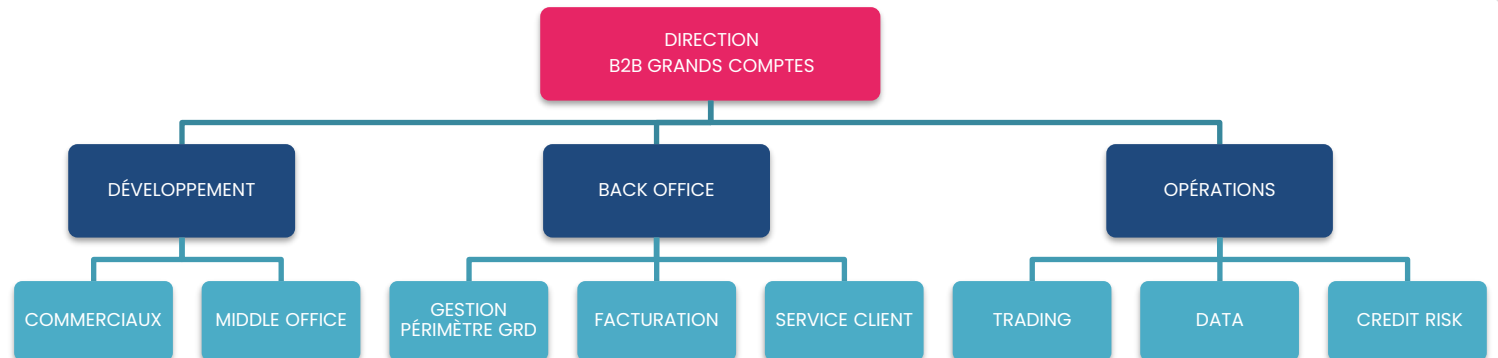 DIRECTION
B2B GRANDS COMPTES
DÉVELOPPEMENT
BACK OFFICE
OPÉRATIONS
COMMERCIAUX
MIDDLE OFFICE
GESTION
PÉRIMÈTRE GRD
FACTURATION
SERVICE CLIENT
TRADING
DATA
CREDIT RISK